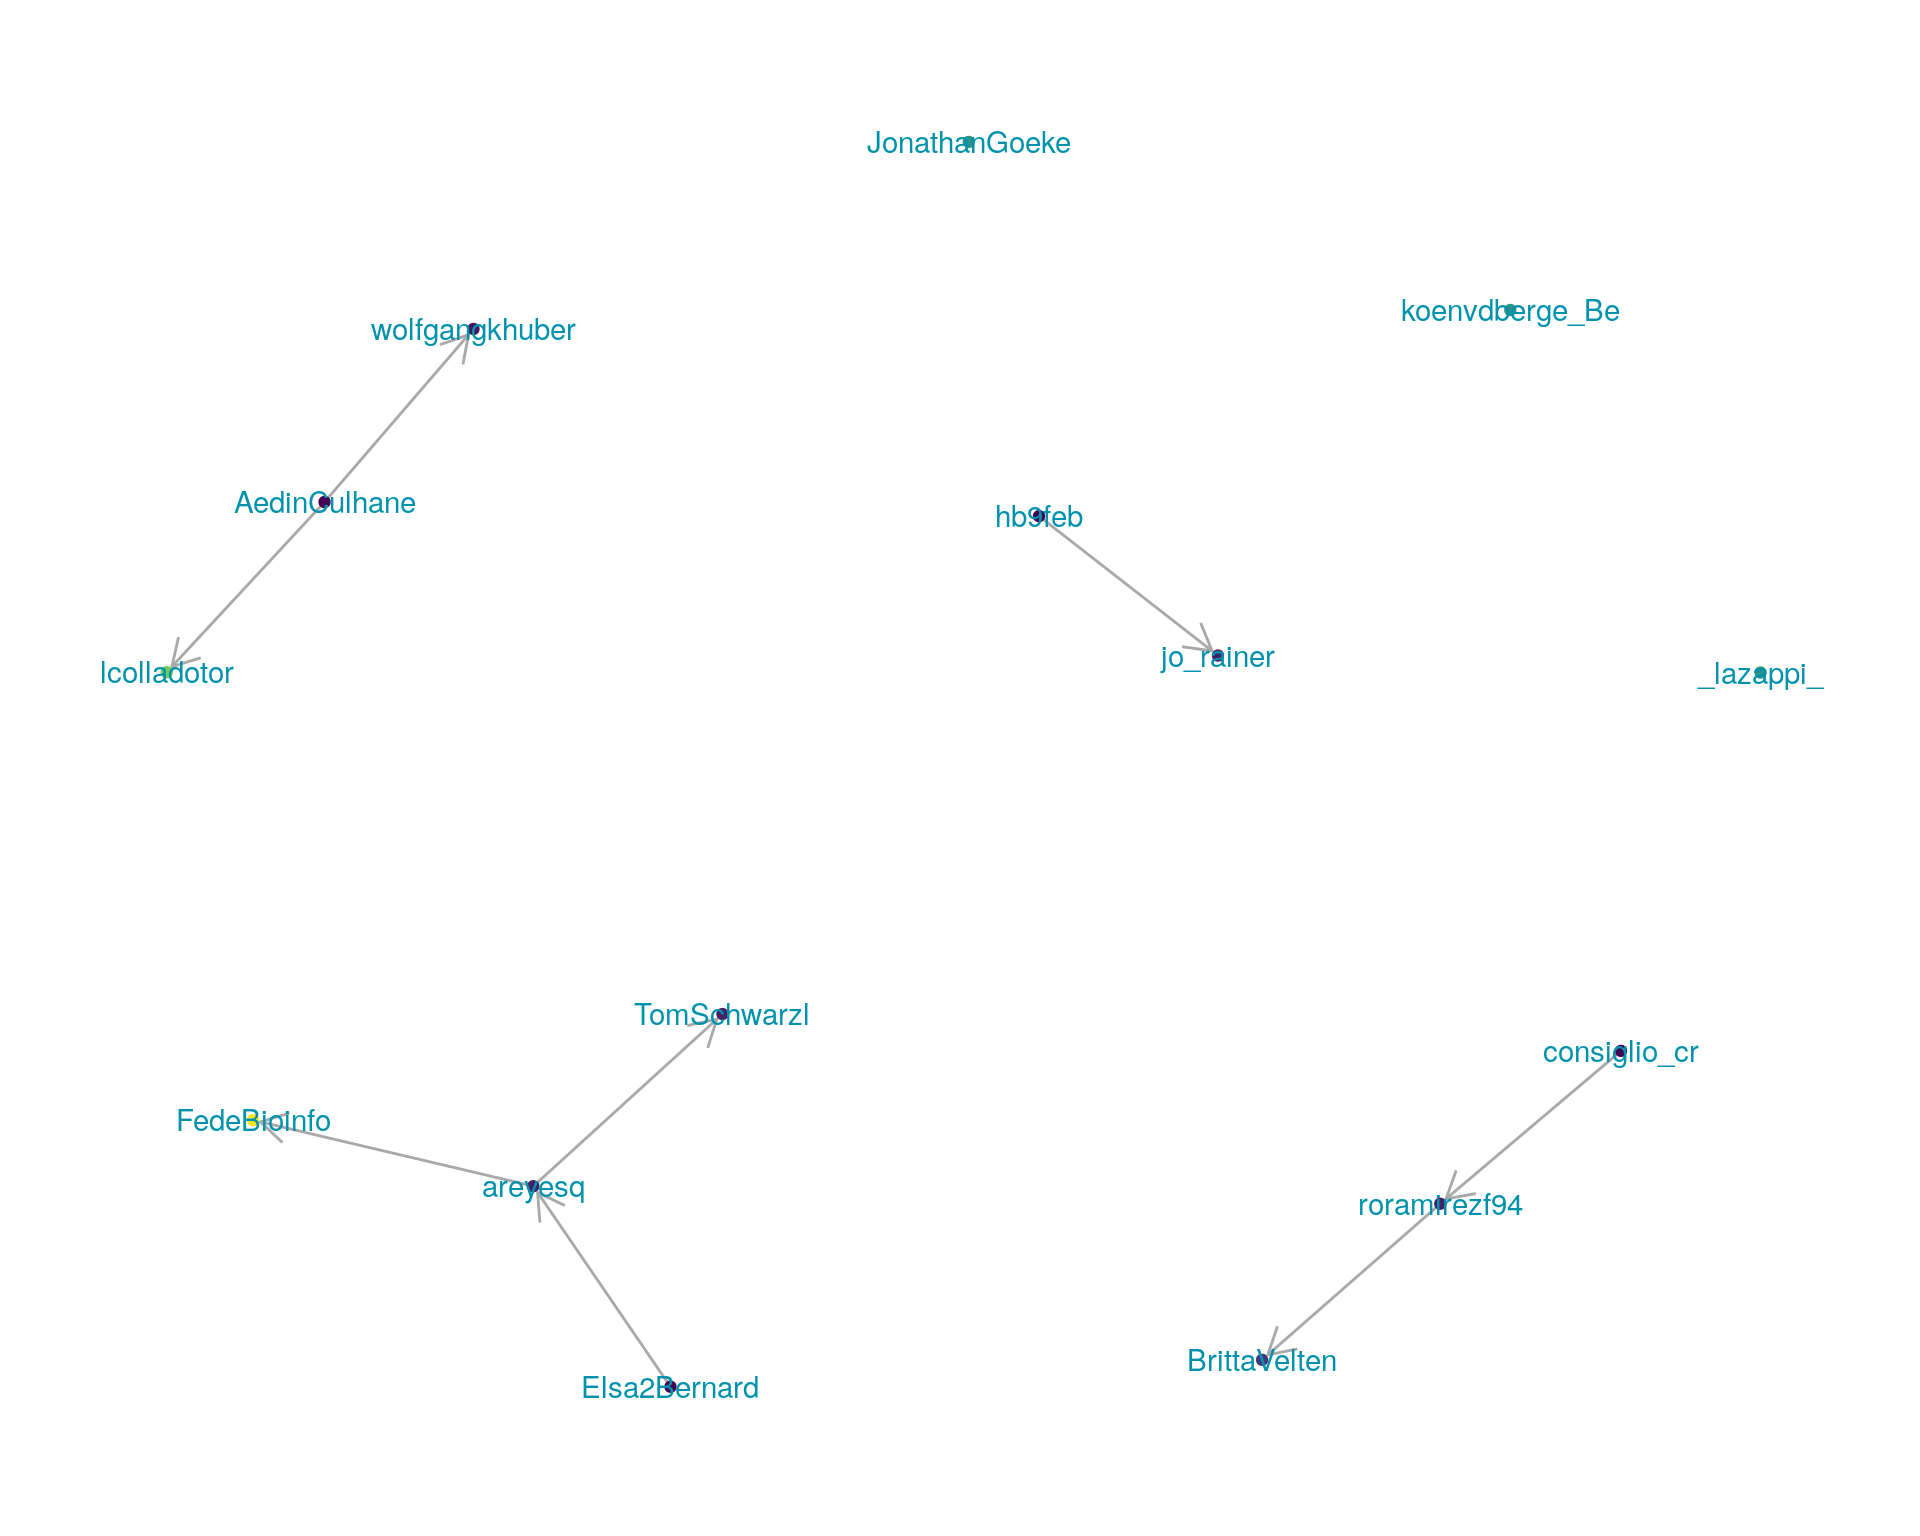 JonathanGoeke
koenvdberge_Be
wolfgangkhuber
AedinCulhane
hb9feb
jo_rainer
lcolladotor
_lazappi_
TomSchwarzl
consiglio_cr
FedeBioinfo
areyesq
roramirezf94
BrittaVelten
Elsa2Bernard